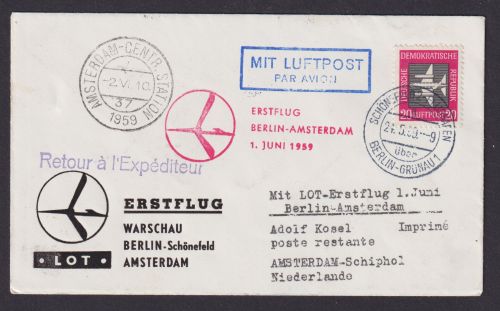 AMSTERDAM-CENTR. STATION
-2.VI.10
37
1959
MIT LUFTPOST
PAR AVION
DEUTSCHE DEMOKRATISCHE REPUBLIK
20 LUFTPOST 20
ERSTFLUG
BERLIN-AMSTERDAM
1. JUNI 1959
über
BERLIN-GRÜNAU 1
Retour à l'Expéditeur
ERSTFLUG
WARSCHAU
BERLIN-Schönefeld
AMSTERDAM
• LOT •
Mit LOT-Erstflug 1.Juni
Berlin-Amsterdam
Adolf Kosel Imprimé
poste restante
AMSTERDAM-Schiphol
Niederlande